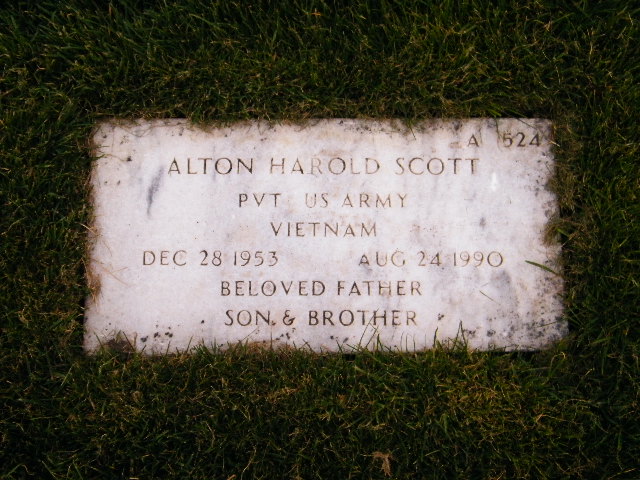 A 524
ALTON HAROLD SCOTT
PVT US ARMY
VIETNAM
DEC 28 1953 AUG 24 1990
BELOVED FATHER
SON & BROTHER